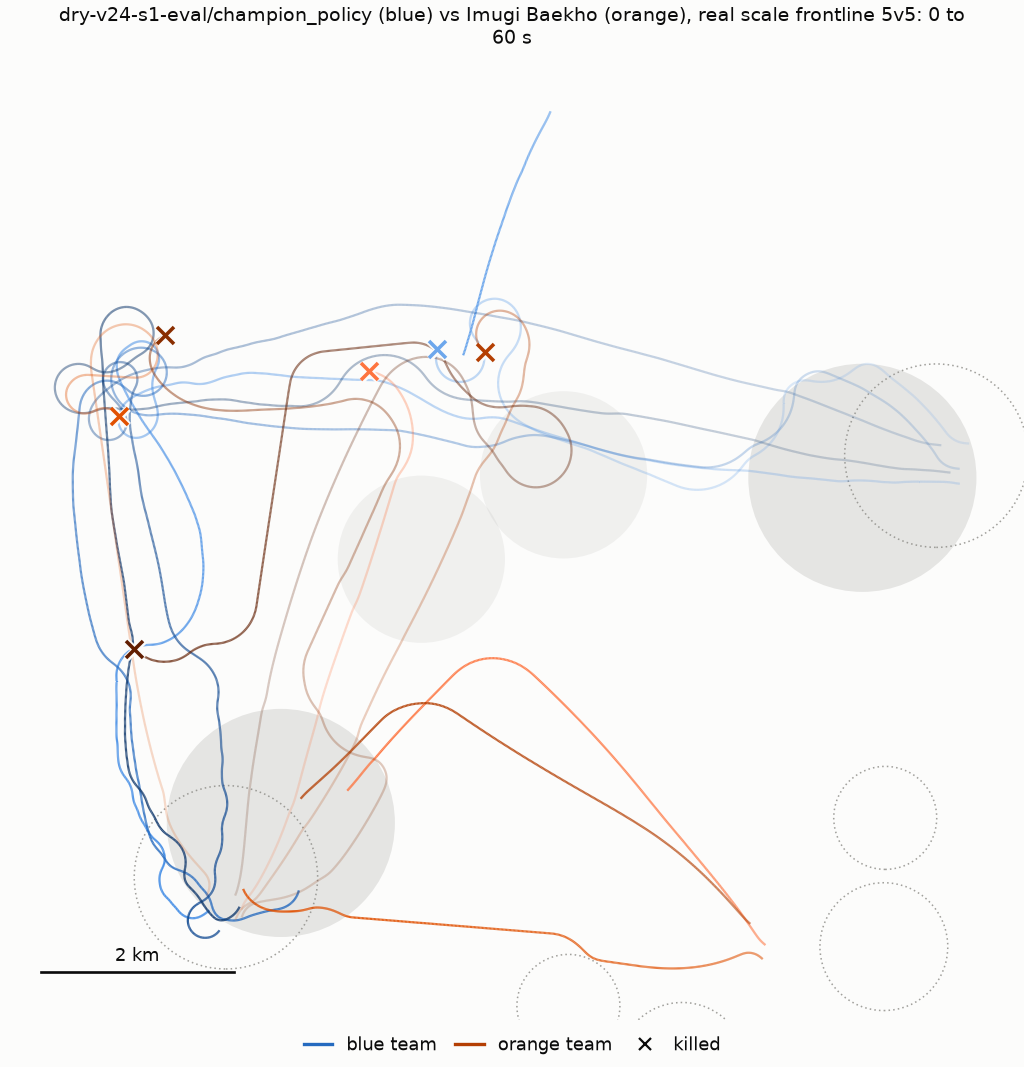 dry-v24-s1-eval/champion_policy (blue) vs Imugi Baekho (orange), real scale frontline 5v5: 0 to
60 s
2 km
blue team
orange team
killed